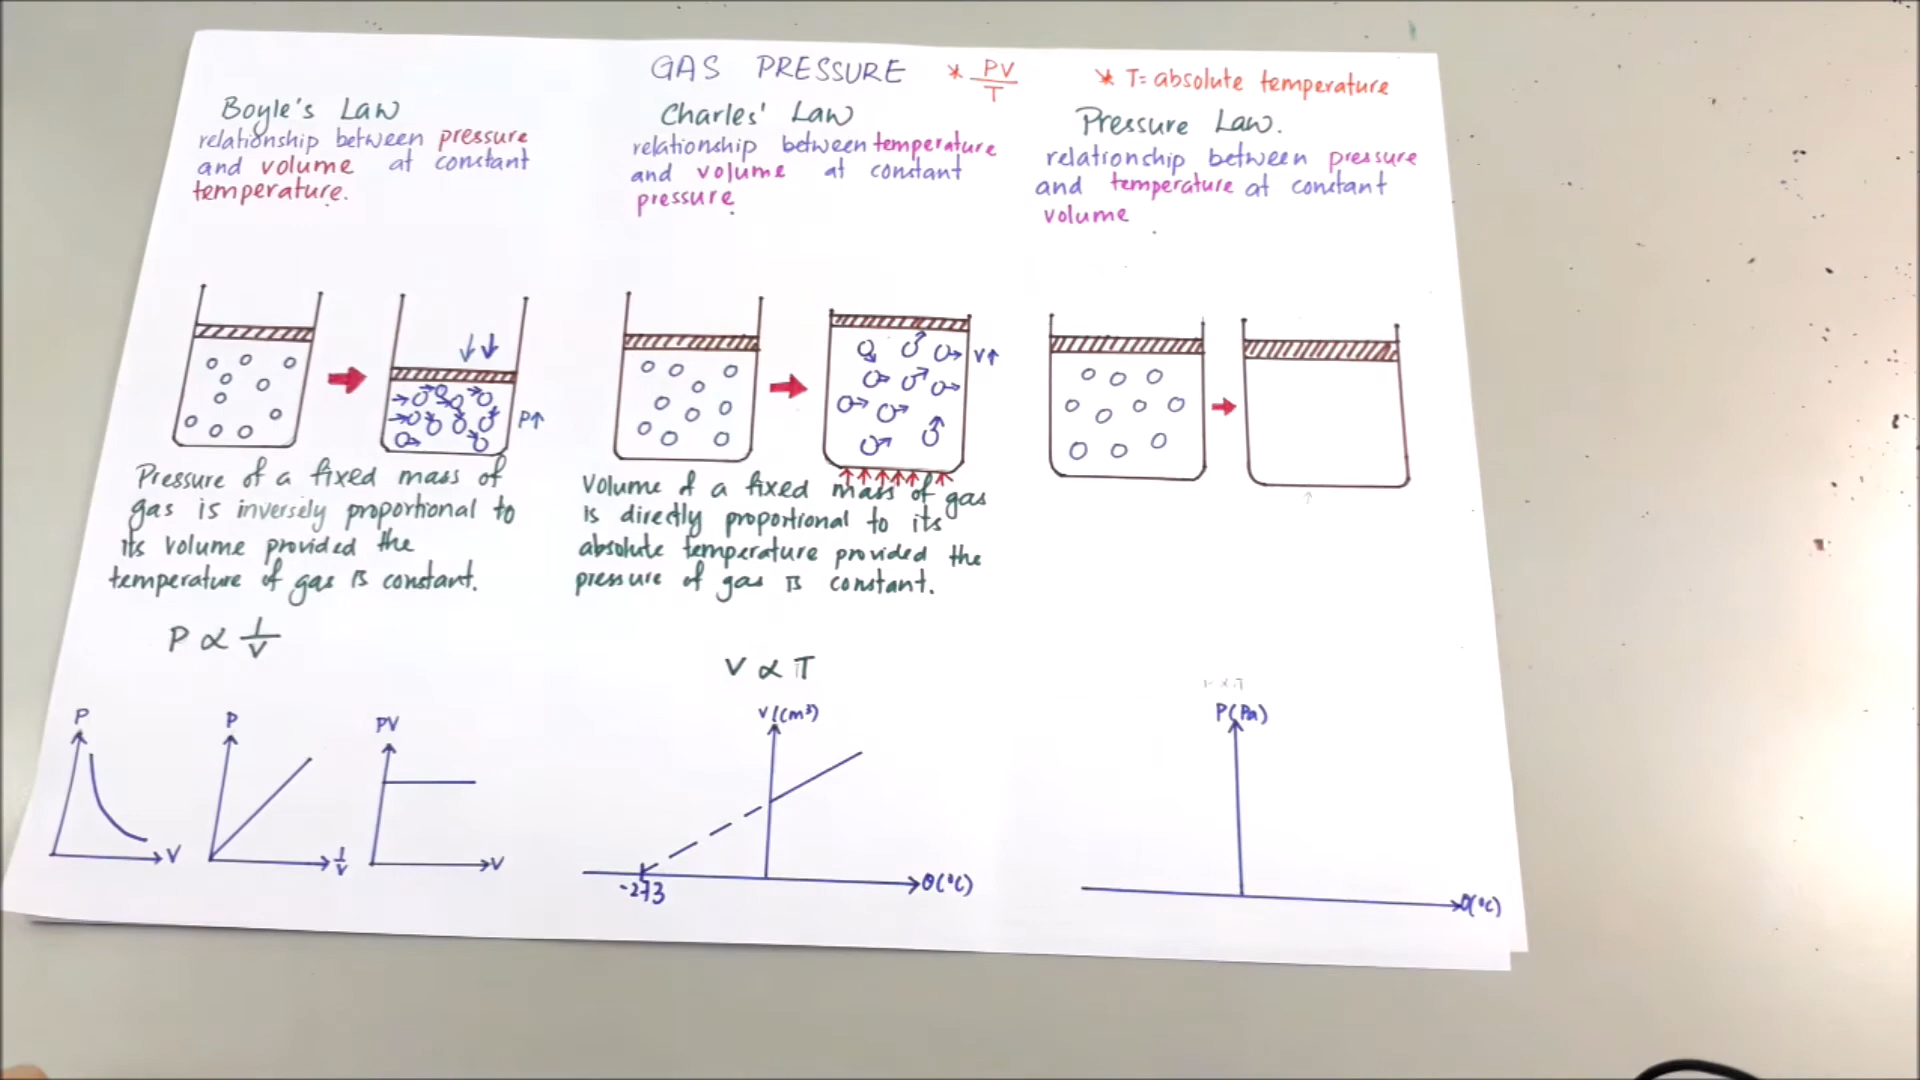 GAS PRESSURE
* PV
T
* T = absolute temperature
Boyle's Law
relationship between pressure
and volume at constant
temperature.
Charles' Law
relationship between temperature
and volume at constant
pressure.
Pressure Law.
relationship between pressure
and temperature at constant
volume
P↑
V↑
Pressure of a fixed mass of
gas is inversely proportional to
its volume provided the
temperature of gas is constant.
P ∝ 1/V
Volume of a fixed mass of gas
is directly proportional to its
absolute temperature provided the
pressure of gas is constant.
V ∝ T
P
V
P
1/V
PV
V
V(cm³)
-273
θ(°C)
P(Pa)
θ(°C)